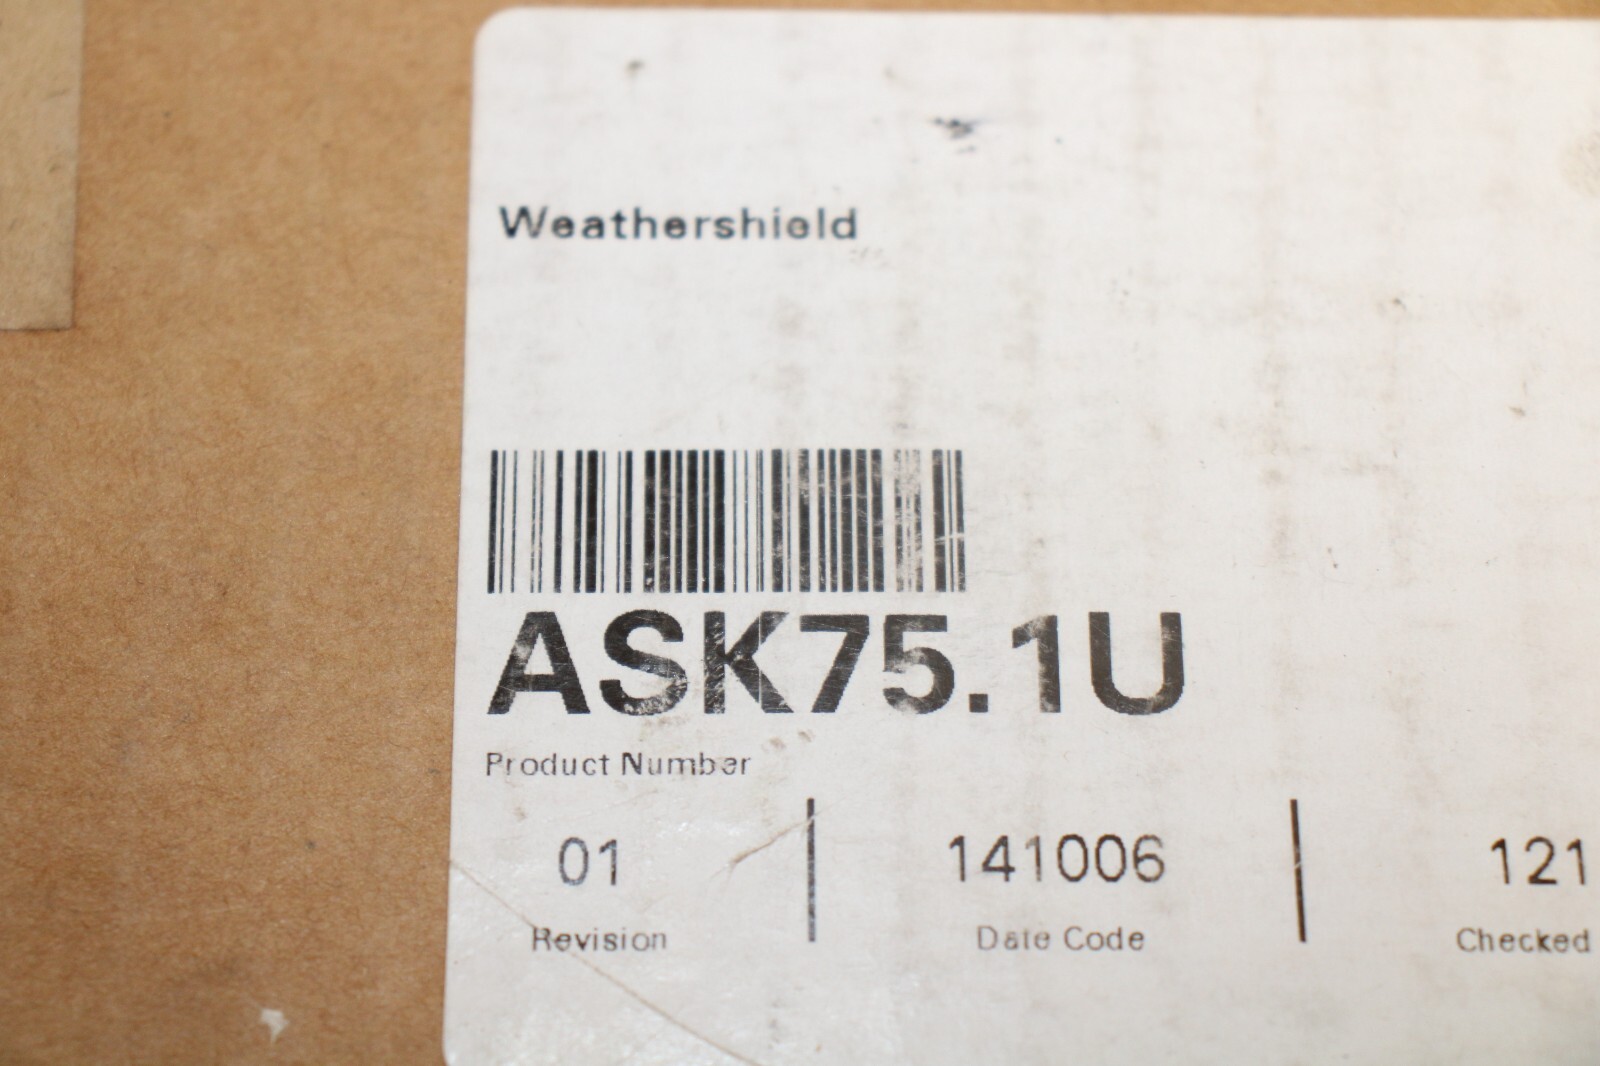 Weathershield
ASK75.1U
Product Number
01 141006 121
Revision Date Code Checked